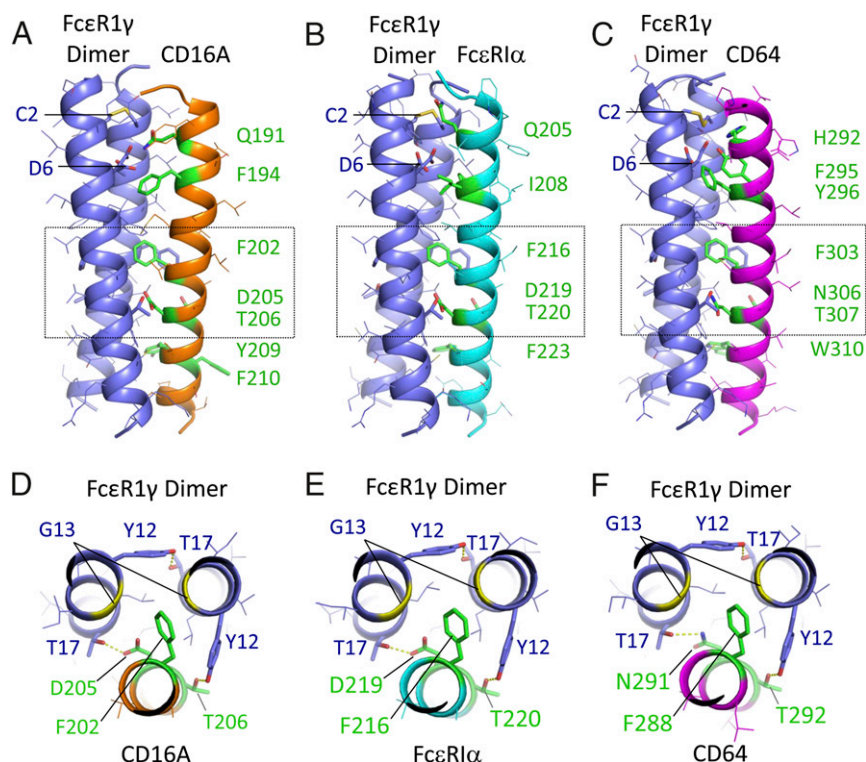 A
FcεR1γ
Dimer
CD16A
C2
D6
Q191
F194
F202
D205
T206
Y209
F210
B
FcεR1γ
Dimer
FcεRIα
C2
D6
Q205
I208
F216
D219
T220
F223
C
FcεR1γ
Dimer
CD64
C2
D6
H292
F295
Y296
F303
N306
T307
W310
D
FcεR1γ Dimer
G13
Y12
T17
T17
Y12
D205
F202
T206
CD16A
E
FcεR1γ Dimer
G13
Y12
T17
T17
Y12
D219
F216
T220
FcεRIα
F
FcεR1γ Dimer
G13
Y12
T17
T17
Y12
N291
F288
T292
CD64